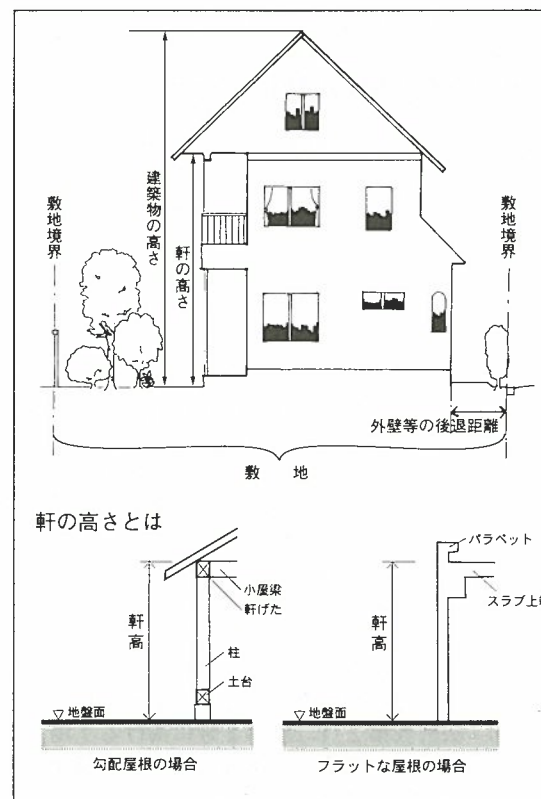 建築物の高さ
軒の高さ
敷地境界
敷地境界
外壁等の後退距離
敷 地
軒の高さとは
小屋梁
軒げた
軒高
柱
土台
地盤面
勾配屋根の場合
パラペット
スラブ上
軒高
地盤面
フラットな屋根の場合